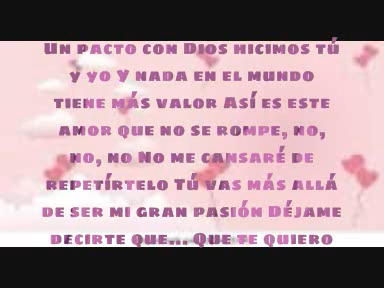 Un pacto con Dios hicimos tú
y yo Y nada en el mundo
tiene más valor Así es este
amor que no se rompe, no,
no, no No me cansaré de
repetírtelo Tú vas más allá
de ser mi gran pasión Déjame
decirte que... Que te quiero